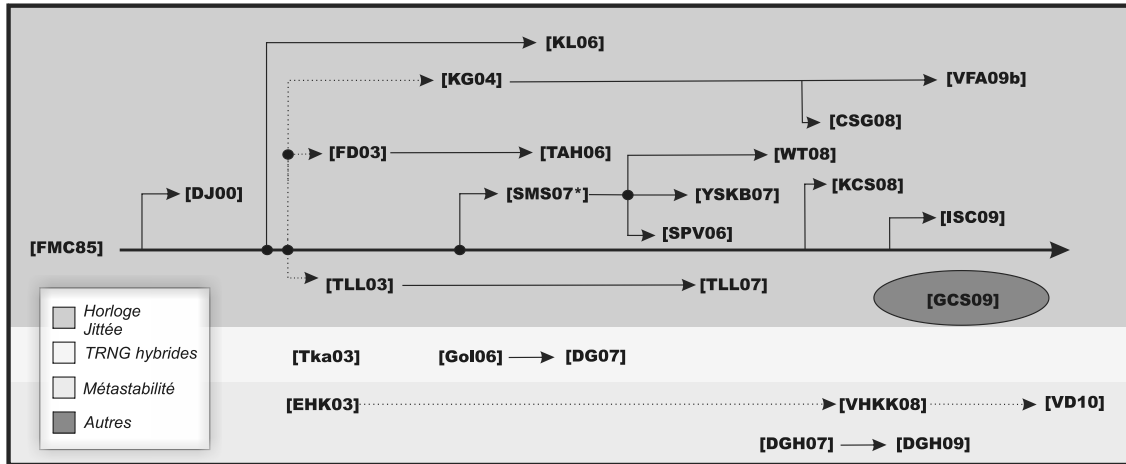 [KL06]
[KG04]
[VFA09b]
[CSG08]
[FD03]
[TAH06]
[WT08]
[DJ00]
[SMS07*]
[YSKB07]
[KCS08]
[ISC09]
[SPV06]
[FMC85]
[TLL03]
[TLL07]
[GCS09]
Horloge
Jittée
TRNG hybrides
Métastabilité
Autres
[Tka03]
[Gol06]
[DG07]
[EHK03]
[VHKK08]
[VD10]
[DGH07]
[DGH09]